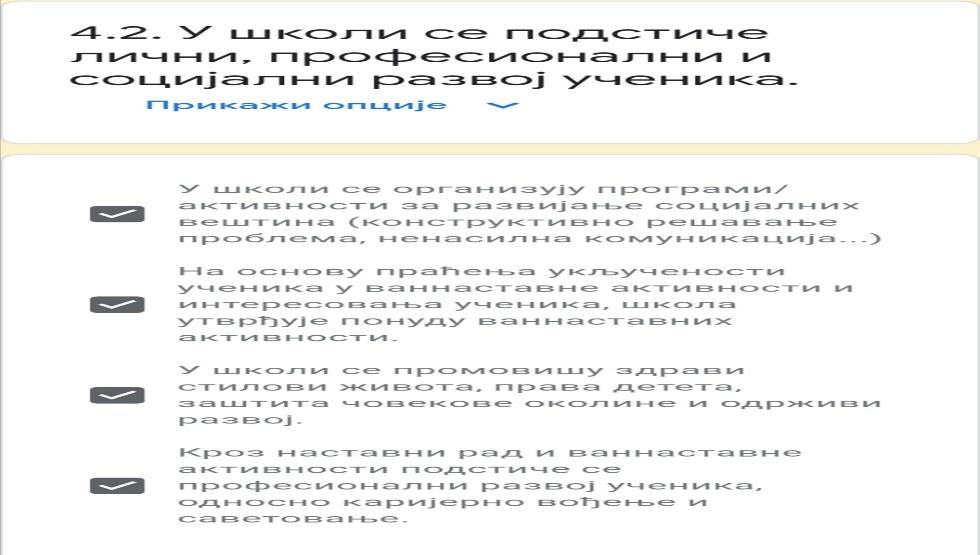 4.2. У школи се подстиче
лични, професионални и
социјални развој ученика.
Прикажи опције
У школи се организују програми/
активности за развијање социјалних
вештина (конструктивно решавање
проблема, ненасилна комуникација...)
На основу праћења укључености
ученика у ваннаставне активности и
интересовања ученика, школа
утврђује понуду ваннаставних
активности.
У школи се промовишу здрави
стилови живота, права детета,
заштита човекове околине и одрживи
развој.
Кроз наставни рад и ваннаставне
активности подстиче се
професионални развој ученика,
односно каријерно вођење и
саветовање.